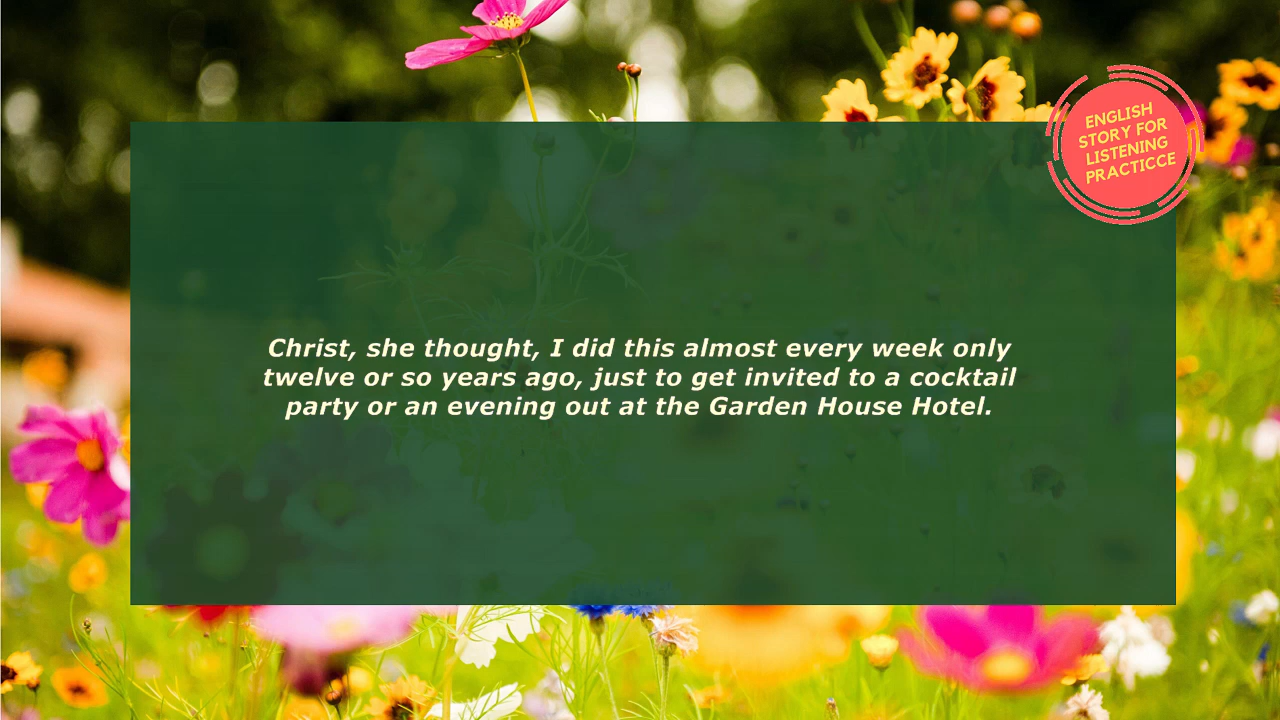 ENGLISH
STORY FOR
LISTENING
PRACTICCE
Christ, she thought, I did this almost every week only
twelve or so years ago, just to get invited to a cocktail
party or an evening out at the Garden House Hotel.